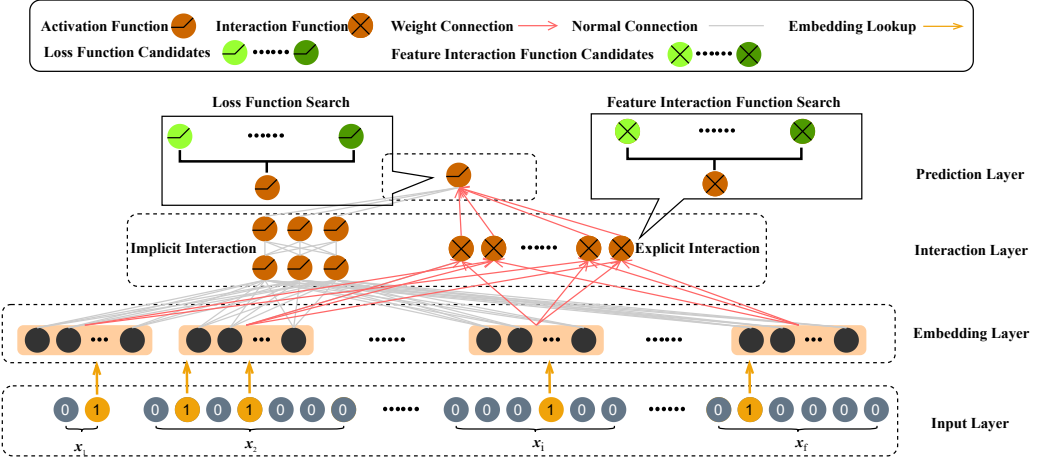 Activation Function Interaction Function Weight Connection Normal Connection Embedding Lookup
Loss Function Candidates •••••• Feature Interaction Function Candidates ••••••
Loss Function Search Feature Interaction Function Search
•••••• ••••••
Prediction Layer
Implicit Interaction •••••• Explicit Interaction Interaction Layer
••• ••• •••••• ••• •••••• ••• Embedding Layer
0 1 0 1 0 1 0 0 0 •••••• 0 0 0 1 0 0 •••••• 0 1 0 0 0 0 Input Layer
x1 x2 xi xf